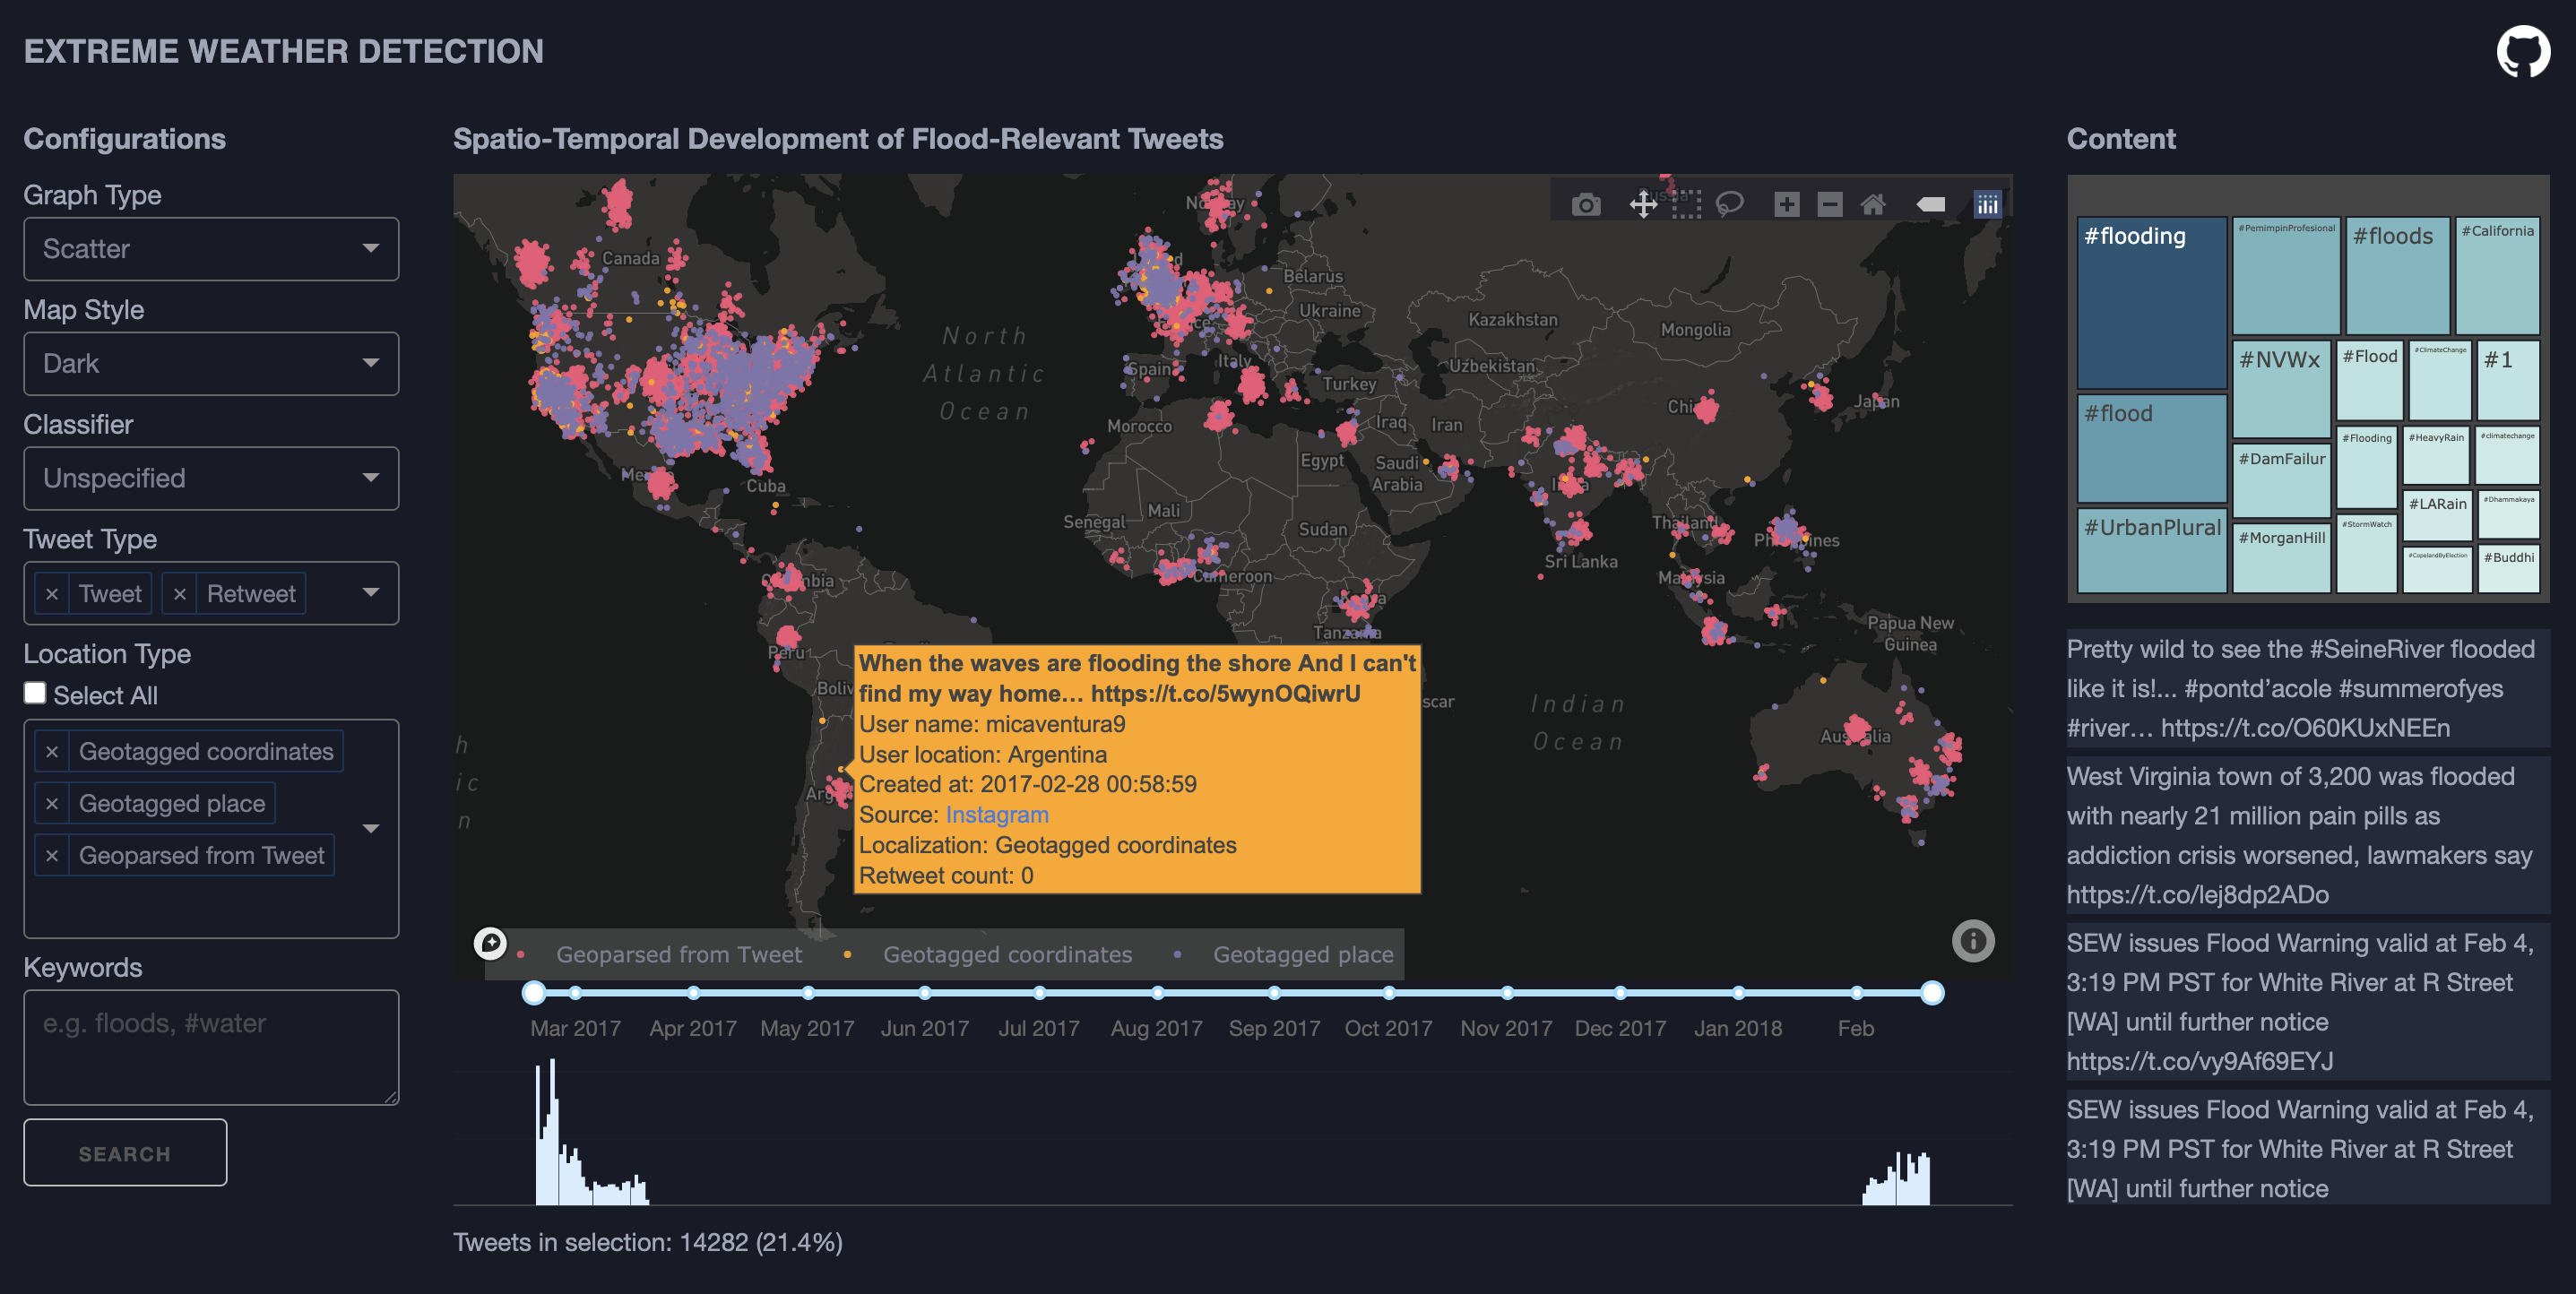 EXTREME WEATHER DETECTION
Configurations
Graph Type
Scatter
Map Style
Dark
Classifier
Unspecified
Tweet Type
× Tweet × Retweet
Location Type
Select All
× Geotagged coordinates
× Geotagged place
× Geoparsed from Tweet
Keywords
e.g. floods, #water
SEARCH
Spatio-Temporal Development of Flood-Relevant Tweets
Canada
North
Atlantic
Ocean
Cuba
Belarus
Ukraine
Kazakhstan
Mongolia
Uzbekistan
Spain
Italy
Turkey
Japan
Morocco
Iraq
Iran
Egypt
Saudi
Arabia
Mali
Senegal
Sudan
Cameroon
Sri Lanka
Thailand
Papua New
Guinea
Peru
Tanzania
Indian
Ocean
When the waves are flooding the shore And I can't
find my way home… https://t.co/5wynOQiwrU
User name: micaventura9
User location: Argentina
Created at: 2017-02-28 00:58:59
Source: Instagram
Localization: Geotagged coordinates
Retweet count: 0
Geoparsed from Tweet
Geotagged coordinates
Geotagged place
Mar 2017 Apr 2017 May 2017 Jun 2017 Jul 2017 Aug 2017 Sep 2017 Oct 2017 Nov 2017 Dec 2017 Jan 2018 Feb
Tweets in selection: 14282 (21.4%)
Content
#flooding
#PemimpinProfesional
#floods
#California
#NVWx
#Flood
#ClimateChange
#1
#flood
#Flooding
#HeavyRain
#climatechange
#DamFailur
#LARain
#Dhammakaya
#UrbanPlural
#MorganHill
#StormWatch
#CopelandByElection
#Buddhi
Pretty wild to see the #SeineRiver flooded
like it is!... #pontd’acole #summerofyes
#river… https://t.co/O60KUxNEEn
West Virginia town of 3,200 was flooded
with nearly 21 million pain pills as
addiction crisis worsened, lawmakers say
https://t.co/lej8dp2ADo
SEW issues Flood Warning valid at Feb 4,
3:19 PM PST for White River at R Street
[WA] until further notice
https://t.co/vy9Af69EYJ
SEW issues Flood Warning valid at Feb 4,
3:19 PM PST for White River at R Street
[WA] until further notice